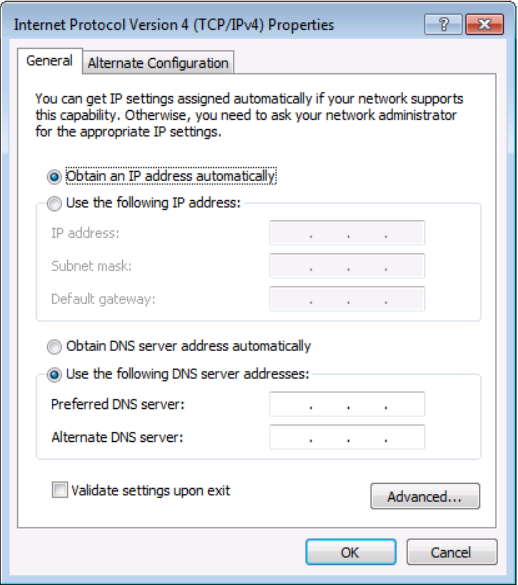 Internet Protocol Version 4 (TCP/IPv4) Properties
General
Alternate Configuration
You can get IP settings assigned automatically if your network supports
this capability. Otherwise, you need to ask your network administrator
for the appropriate IP settings.
Obtain an IP address automatically
Use the following IP address:
IP address: . . .
Subnet mask: . . .
Default gateway: . . .
Obtain DNS server address automatically
Use the following DNS server addresses:
Preferred DNS server: . . .
Alternate DNS server: . . .
Validate settings upon exit
Advanced...
OK
Cancel